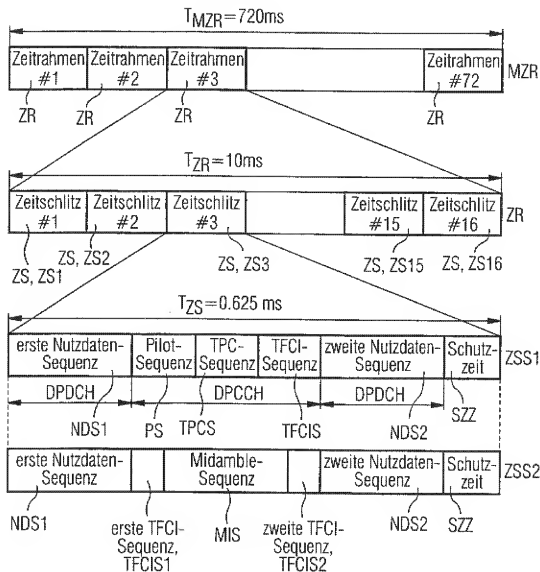 T_MZR=720ms
Zeitrahmen #1 Zeitrahmen #2 Zeitrahmen #3 Zeitrahmen #72 MZR
ZR ZR ZR ZR
T_ZR=10ms
Zeitschlitz #1 Zeitschlitz #2 Zeitschlitz #3 Zeitschlitz #15 Zeitschlitz #16 ZR
ZS, ZS1 ZS, ZS2 ZS, ZS3 ZS, ZS15 ZS, ZS16
T_ZS=0.625 ms
erste Nutzdaten-Sequenz Pilot-Sequenz TPC-Sequenz TFCI-Sequenz zweite Nutzdaten-Sequenz Schutz-zeit ZSS1
DPDCH DPCCH DPDCH
NDS1 PS TPCS TFCIS NDS2 SZZ
erste Nutzdaten-Sequenz Midamble-Sequenz zweite Nutzdaten-Sequenz Schutz-zeit ZSS2
NDS1 erste TFCI-Sequenz, TFCIS1 MIS zweite TFCI-Sequenz, TFCIS2 NDS2 SZZ